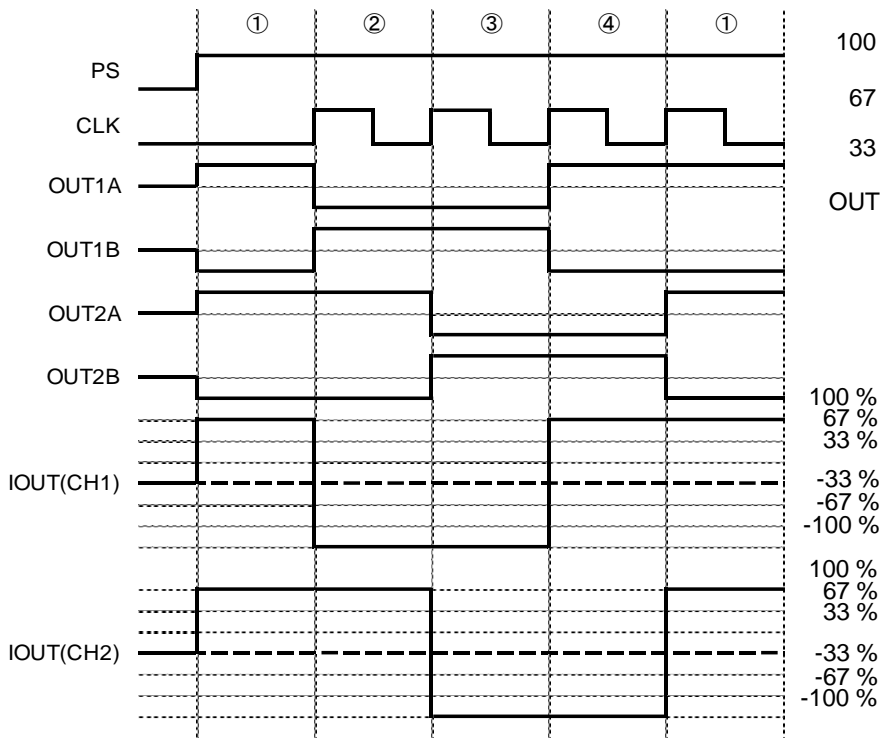 ① ② ③ ④ ①
100
PS
67
CLK
33
OUT1A
OUT
OUT1B
OUT2A
OUT2B
100 %
67 %
33 %
IOUT(CH1)
-33 %
-67 %
-100 %
100 %
67 %
33 %
IOUT(CH2)
-33 %
-67 %
-100 %